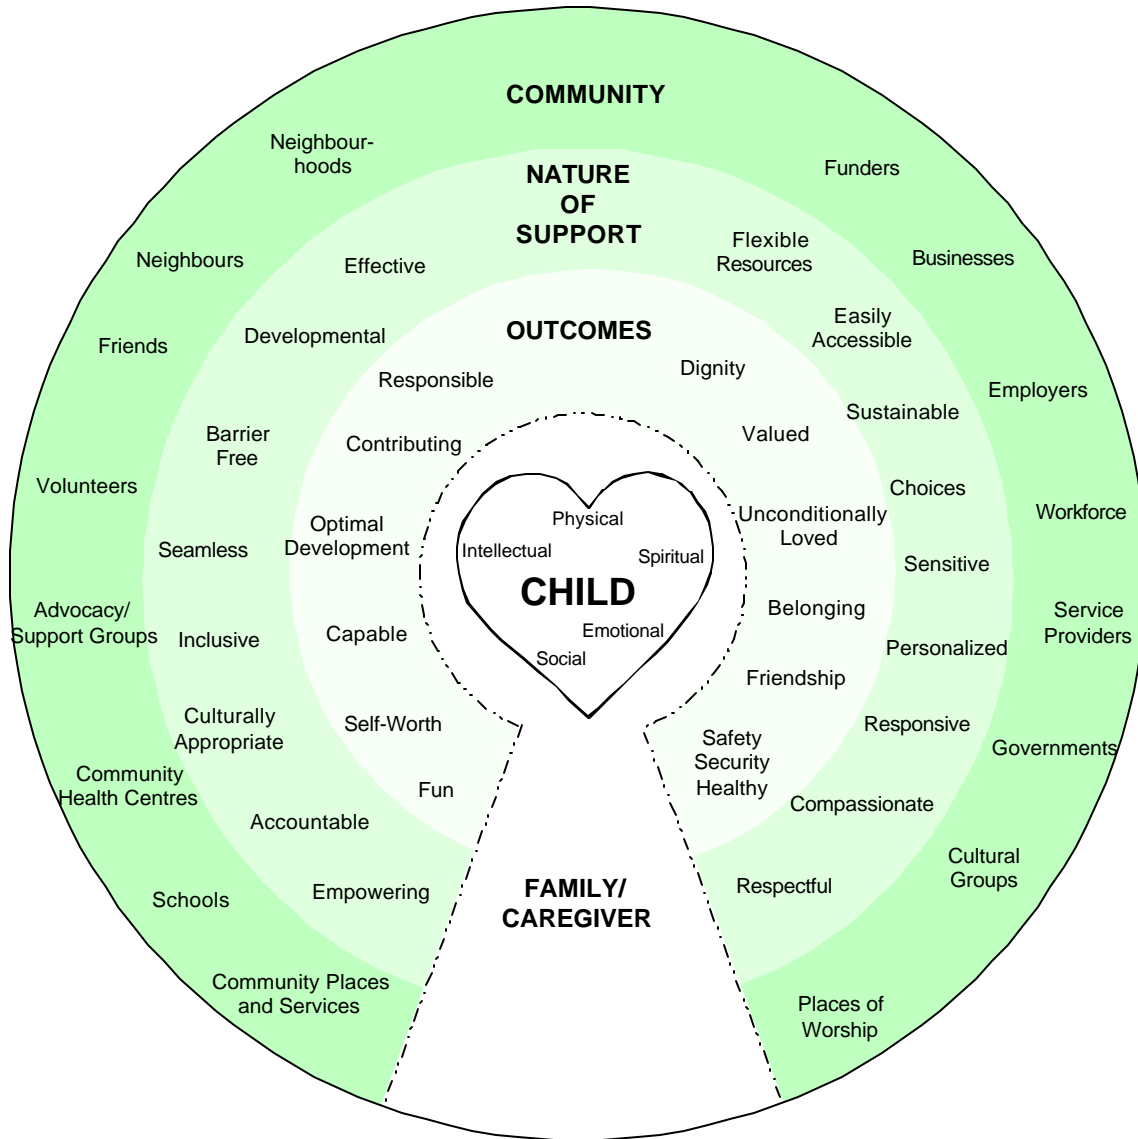 COMMUNITY
Neighbour-
hoods
Neighbours
Friends
Volunteers
Advocacy/
Support Groups
Community
Health Centres
Schools
Community Places
and Services
Funders
Businesses
Employers
Workforce
Service
Providers
Governments
Cultural
Groups
Places of
Worship
NATURE
OF
SUPPORT
Effective
Developmental
Barrier
Free
Seamless
Inclusive
Culturally
Appropriate
Accountable
Empowering
Flexible
Resources
Easily
Accessible
Sustainable
Choices
Sensitive
Personalized
Responsive
Compassionate
Respectful
OUTCOMES
Responsible
Contributing
Optimal
Development
Capable
Self-Worth
Fun
Dignity
Valued
Unconditionally
Loved
Belonging
Friendship
Safety
Security
Healthy
Physical
Intellectual
Spiritual
CHILD
Emotional
Social
FAMILY/
CAREGIVER